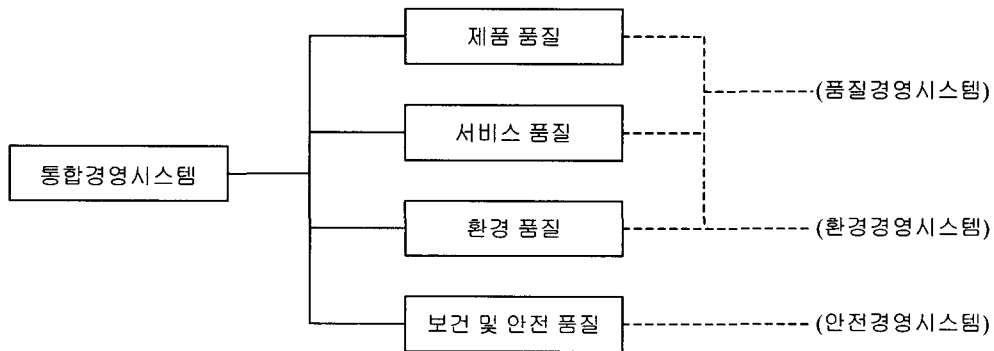 제품 품질
(품질경영시스템)
서비스 품질
통합경영시스템
환경 품질
(환경경영시스템)
보건 및 안전 품질
(안전경영시스템)